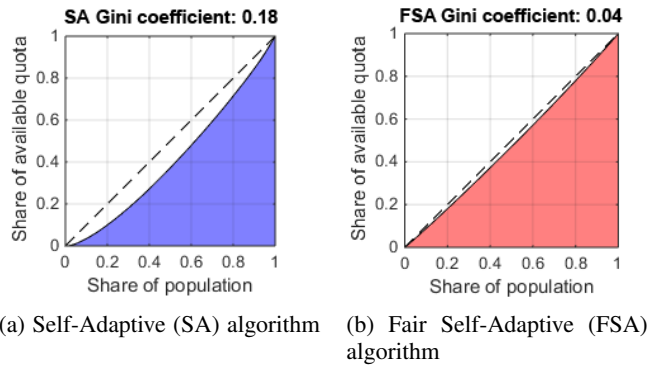 SA Gini coefficient: 0.18
Share of available quota
1
0.8
0.6
0.4
0.2
0
0 0.2 0.4 0.6 0.8 1
Share of population
(a) Self-Adaptive (SA) algorithm
FSA Gini coefficient: 0.04
Share of available quota
1
0.8
0.6
0.4
0.2
0
0 0.2 0.4 0.6 0.8 1
Share of population
(b) Fair Self-Adaptive (FSA)
algorithm